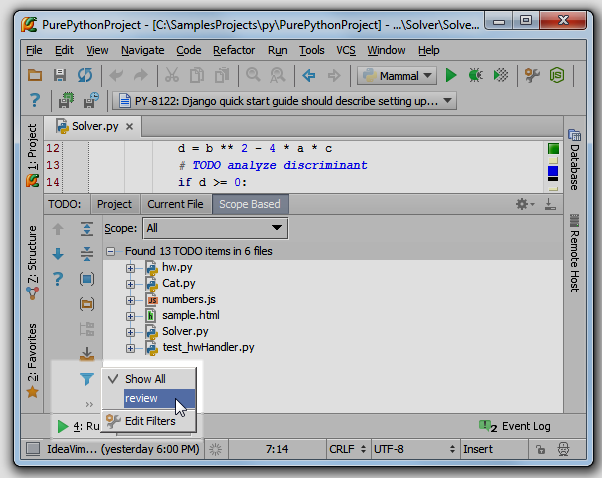 PurePythonProject - [C:\SamplesProjects\py\PurePythonProject] - ...\Solver\Solve...
File Edit View Navigate Code Refactor Run Tools VCS Window Help
Mammal
PY-8122: Django quick start guide should describe setting up...
Solver.py
12 d = b ** 2 - 4 * a * c
13 # TODO analyze discriminant
14 if d >= 0:
TODO: Project Current File Scope Based
Scope: All
Found 13 TODO items in 6 files
hw.py
Cat.py
numbers.js
sample.html
Solver.py
test_hwHandler.py
Show All
review
Edit Filters
1: Project
7: Structure
2: Favorites
Database
Remote Host
4: Ru
2 Event Log
IdeaVim... (yesterday 6:00 PM) 7:14 CRLF UTF-8 Insert